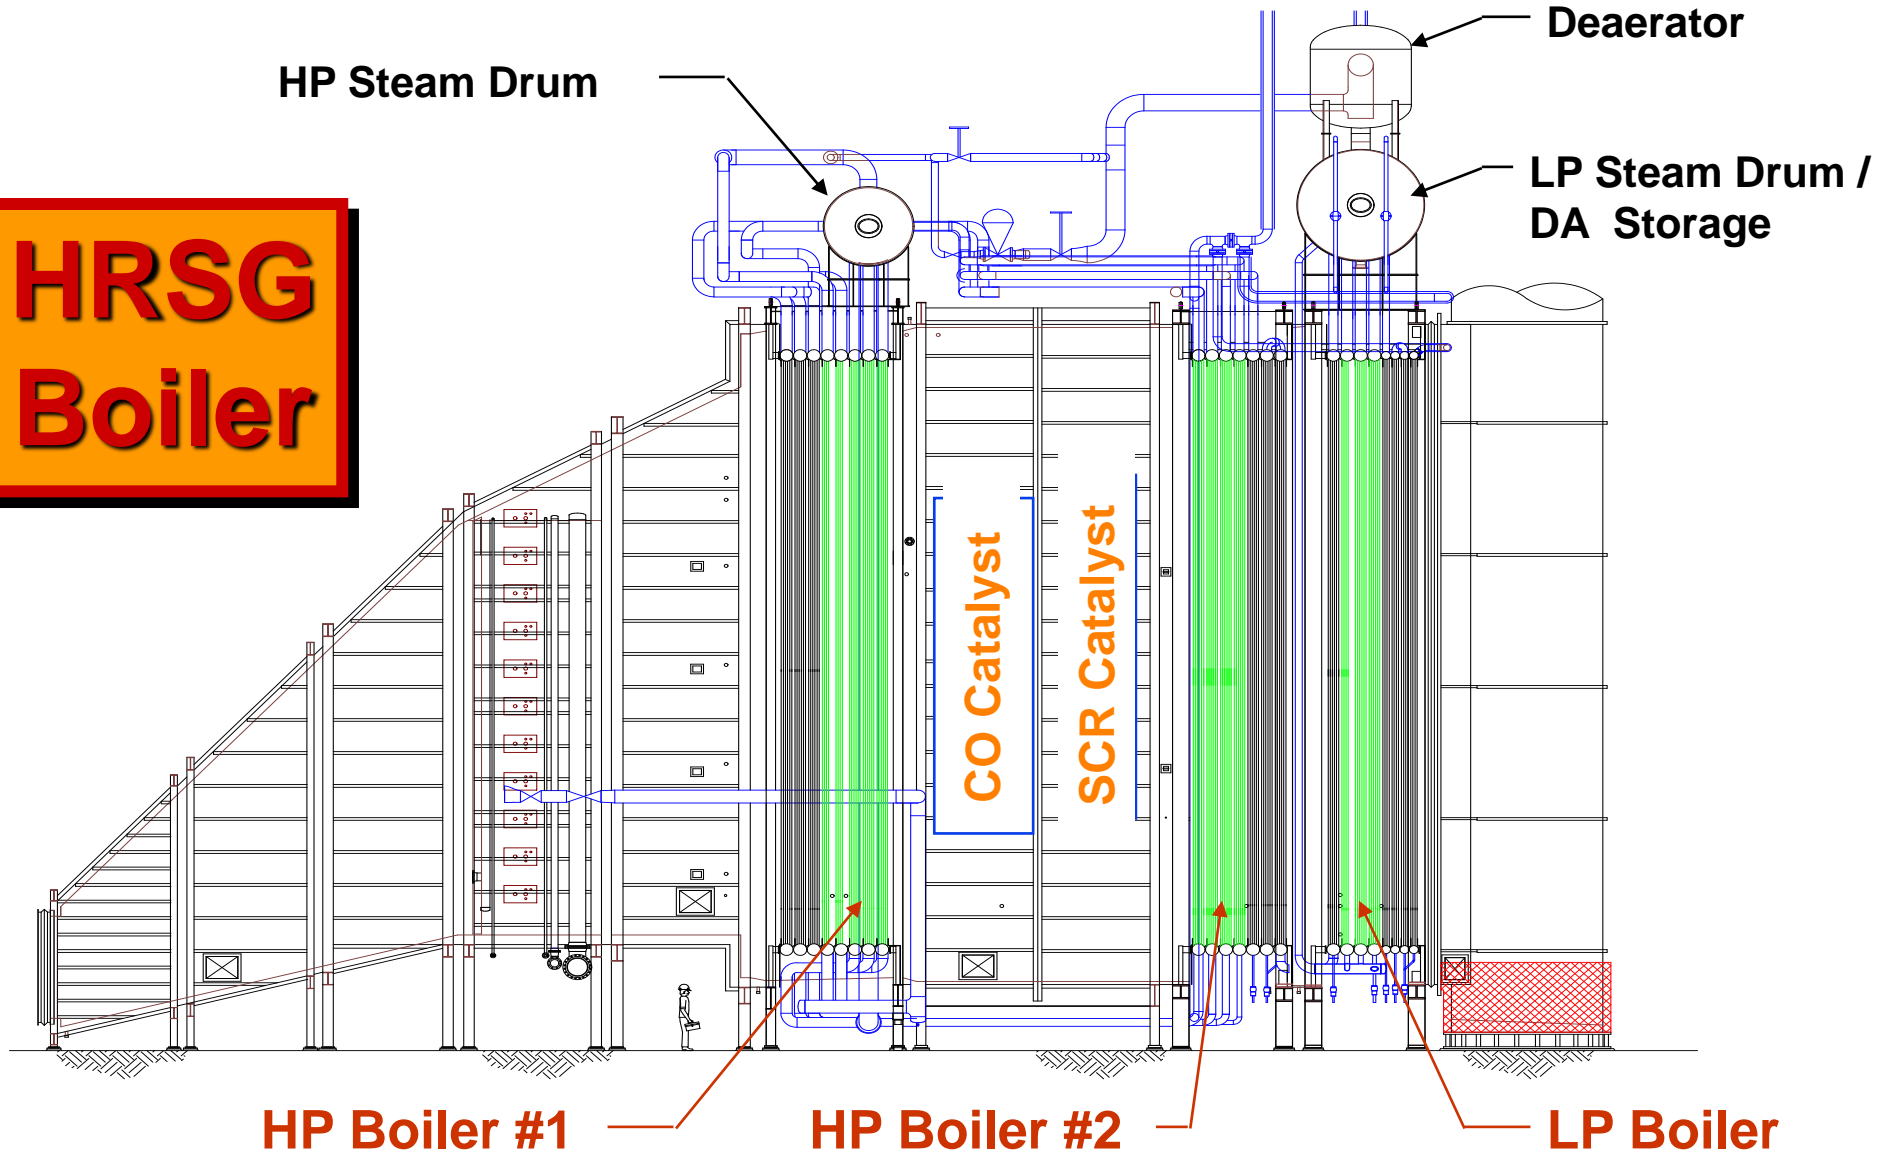 Deaerator
HP Steam Drum
LP Steam Drum /
DA Storage
HRSG
Boiler
CO Catalyst
SCR Catalyst
HP Boiler #1
HP Boiler #2
LP Boiler